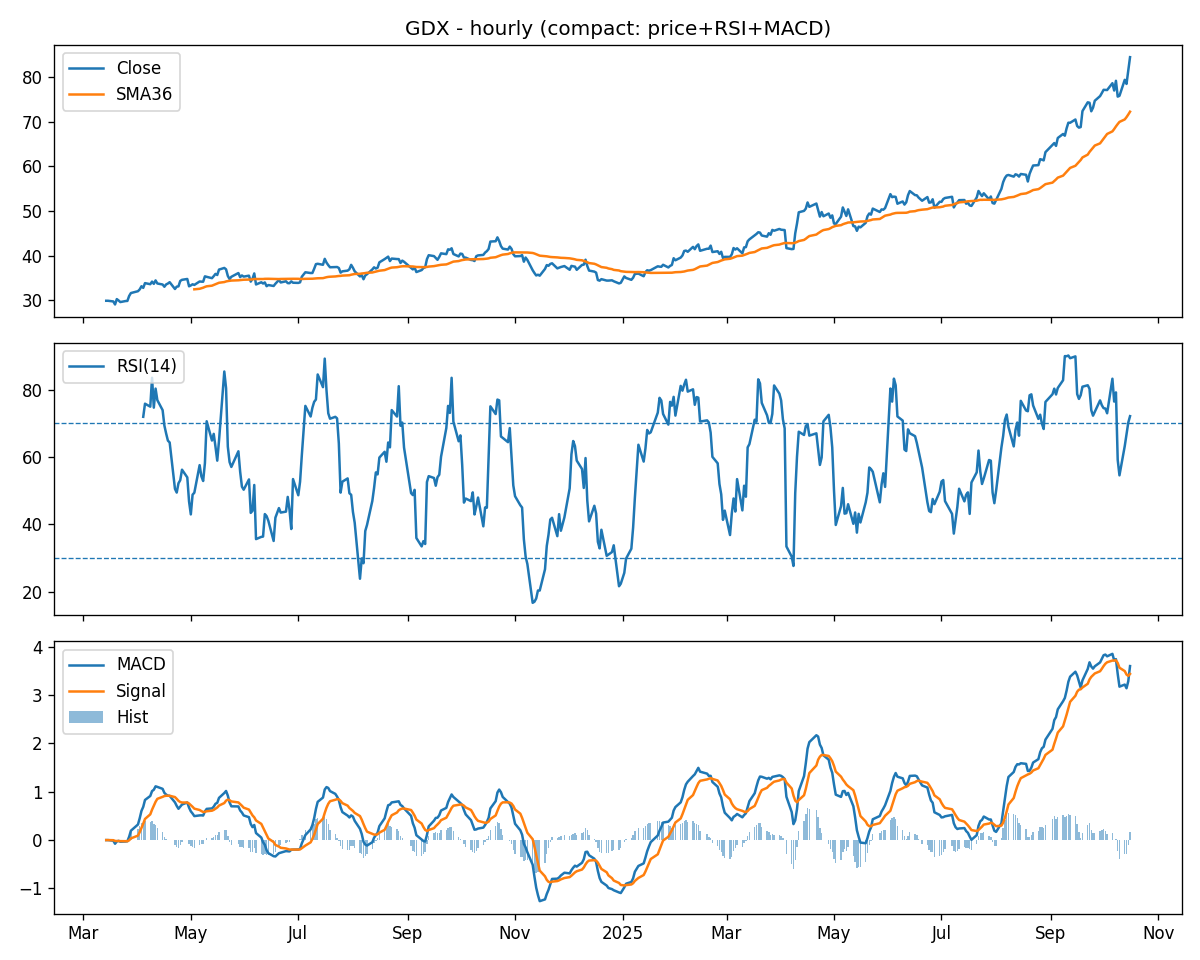 GDX - hourly (compact: price+RSI+MACD)
Close
SMA36
80
70
60
50
40
30
RSI(14)
80
60
40
20
MACD
Signal
Hist
4
3
2
1
0
−1
Mar May Jul Sep Nov 2025 Mar May Jul Sep Nov